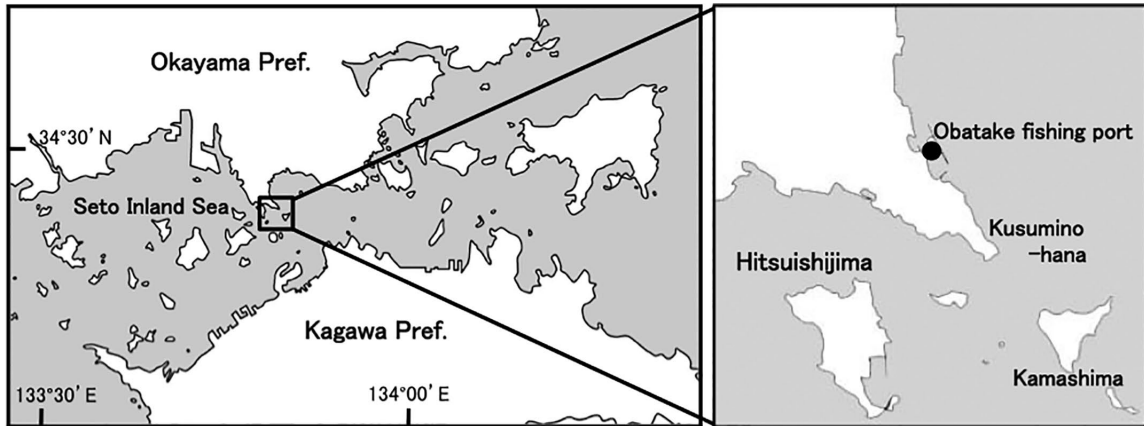 Okayama Pref.
34°30' N
Seto Inland Sea
Kagawa Pref.
133°30' E
134°00' E
Obatake fishing port
Kusumino
-hana
Hitsuishijima
Kamashima